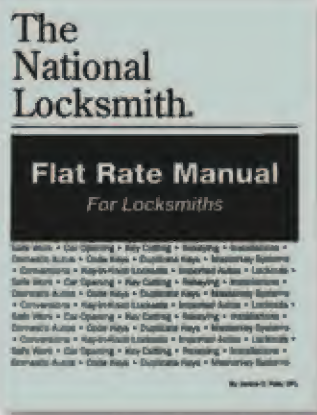 The
National
Locksmith.
Flat Rate Manual
For Locksmiths
Safe Work • Car Opening • Key Cutting • Rekeying • Installations •
Domestic Autos • Code Keys • Duplicate Keys • Masterkey Systems
• Conversions • Key-in-Knob Locksets • Imported Autos • Lockouts •
Safe Work • Car Opening • Key Cutting • Rekeying • Installations •
Domestic Autos • Code Keys • Duplicate Keys • Masterkey Systems
• Conversions • Key-in-Knob Locksets • Imported Autos • Lockouts •
Safe Work • Car Opening • Key Cutting • Rekeying • Installations •
Domestic Autos • Code Keys • Duplicate Keys • Masterkey Systems
• Conversions • Key-in-Knob Locksets • Imported Autos • Lockouts •
Safe Work • Car Opening • Key Cutting • Rekeying • Installations •
Domestic Autos • Code Keys • Duplicate Keys • Masterkey Systems
By